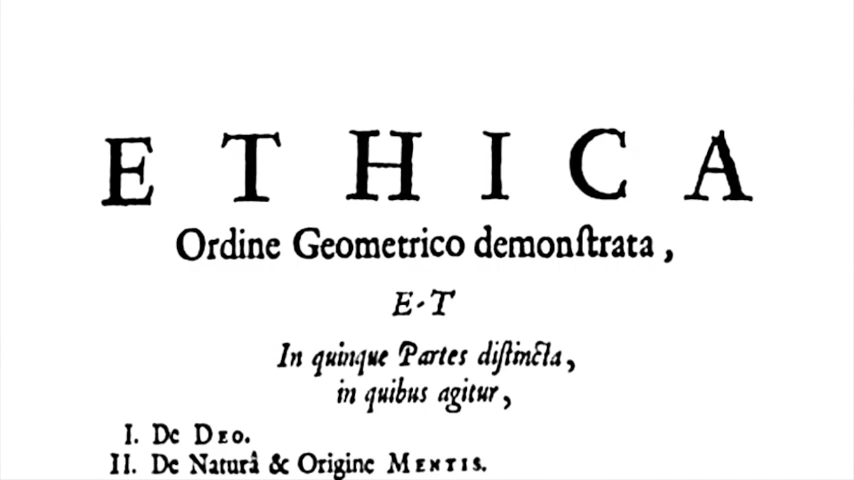 ETHICA
Ordine Geometrico demonſtrata,
E-T
In quinque Partes diſtincta,
in quibus agitur,
I. De DEO.
II. De Naturâ & Origine MENTIS.